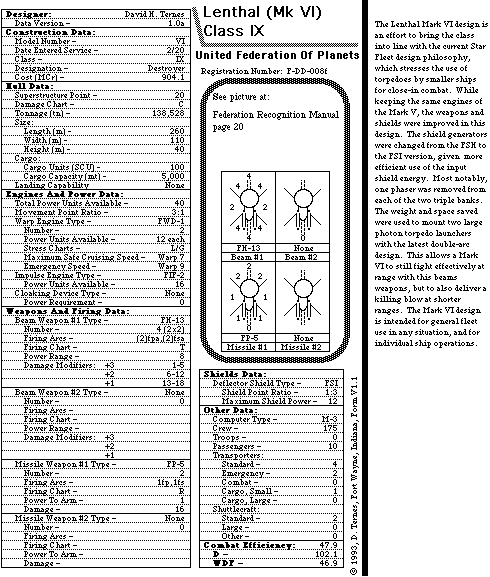 Designer: David H. Ternes
Data Version - 1.0a
Construction Data:
Model Number - VI
Date Entered Service - 2/20
Class - IX
Designation - Destroyer
Cost (MCr) - 904.1
Hull Data:
Superstructure Point - 20
Damage Chart - C
Tonnage (tn) - 138,528
Size:
Length (m) - 260
Width (m) - 110
Height (m) - 40
Cargo:
Cargo Units (SCU) - 100
Cargo Capacity (mt) - 5,000
Landing Capability None
Engines And Power Data:
Total Power Units Available - 40
Movement Point Ratio - 3:1
Warp Engine Type - FWD-1
Number - 2
Power Units Available - 12 each
Stress Charts - L/G
Maximum Safe Cruising Speed - Warp 7
Emergency Speed - Warp 9
Impulse Engine Type - FIF-2
Power Units Available - 16
Cloaking Device Type - None
Power Requirement - 0
Weapons And Firing Data:
Beam Weapon #1 Type - FH-13
Number - 4 (2x2)
Firing Arcs - (2)fpa,(2)fsa
Firing Chart - T
Power Range - 8
Damage Modifiers: +3 1-5
+2 6-12
+1 13-18
Beam Weapon #2 Type - None
Number - 0
Firing Arcs -
Firing Chart -
Power Range -
Damage Modifiers: +3
+2
+1
Missile Weapon #1 Type - FP-5
Number - 2
Firing Arcs - 1fp,1fs
Firing Chart - R
Power To Arm - 1
Damage - 16
Missile Weapon #2 Type - None
Number - 0
Firing Arcs -
Firing Chart -
Power To Arm -
Damage -
Lenthal (Mk VI)
Class IX
United Federation Of Planets
Registration Number: F-DD-008f
See picture at:
Federation Recognition Manual
page 20
4 4
4 4
2 2
2 2
FH-13 None
Beam #1 Beam #2
2 2
1 1
0 0
FP-5 None
Missile #1 Missile #2
Shields Data:
Deflector Shield Type - FSI
Shield Point Ratio - 1:3
Maximum Shield Power - 12
Other Data:
Computer Type - M-3
Crew - 175
Troops - 0
Passengers - 10
Transporters:
Standard - 4
Emergency - 2
Combat - 0
Cargo, Small - 1
Cargo, Large - 0
Shuttlecraft:
Standard - 2
Large - 0
Other - 0
Combat Efficiency: 47.9
D - 102.1
WDF - 46.9
© 1993, D. Ternes, Fort Wayne, Indiana, Form V1.1
The Lenthal Mark VI design is
an effort to bring the class
into line with the current Star
Fleet design philosophy,
which stresses the use of
torpedoes by smaller ships
for close-in combat. While
keeping the same engines of
the Mark V, the weapons and
shields were improved in this
design. The shield generators
were changed from the FSH to
the FSI version, given more
efficient use of the input
shield energy. Most notably,
one phaser was removed from
each of the two triple banks.
The weight and space saved
were used to mount two large
photon torpedo launchers
with the latest double-arc
design. This allows a Mark
VI to still fight effectively at
range with this beams
weapons, but to also deliver a
killing blow at shorter
ranges. The Mark VI design
is intended for general fleet
use in any situation, and for
individual ship operations.